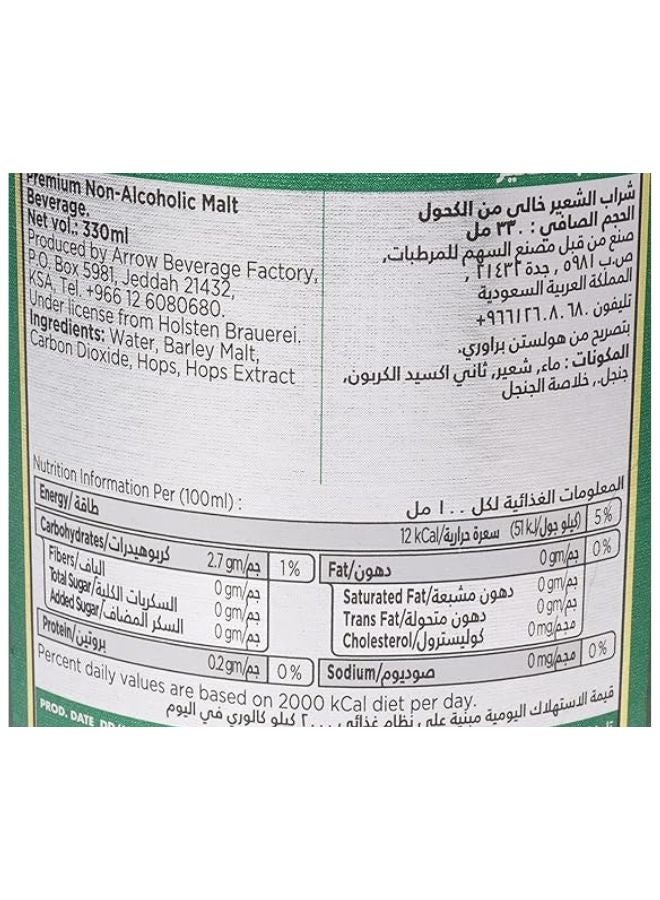 Premium Non-Alcoholic Malt
Beverage.
Net vol.: 330ml
Produced by Arrow Beverage Factory,
P.O. Box 5981, Jeddah 21432,
KSA, Tel. +966 12 6080680.
Under license from Holsten Brauerei.
Ingredients: Water, Barley Malt,
Carbon Dioxide, Hops, Hops Extract
شراب الشعير خالي من الكحول
الحجم الصافي : ٣٣٠ مل
صنع من قبل مصنع السهم للمرطبات,
ص.ب ٥٩٨١ , جدة ٢١٤٣٢ ,
المملكة العربية السعودية
تليفون ٩٦٦١٢٦٠٨٠٦٨٠+
بتصريح من هولستن براوري.
المكونات : ماء, شعير, ثاني اكسيد الكربون,
جنجل., خلاصة الجنجل
Nutrition Information Per (100ml) :
المعلومات الغذائية لكل ١٠٠ مل
Energy/طاقة 12 kCal/سعرة حرارية (51 kJ/كيلو جول) 5%
Carbohydrates/كربوهيدرات 2.7 gm/جم 1%
Fibers/الياف 0 gm/جم
Total Sugar/السكريات الكلية 0 gm/جم
Added Sugar/السكر المضاف 0 gm/جم
Protein/بروتين 0.2 gm/جم 0%
Fat/دهون 0 gm/جم 0%
Saturated Fat/دهون مشبعة 0 gm/جم
Trans Fat/دهون متحولة 0 gm/جم
Cholesterol/كوليسترول 0 mg/مجم
Sodium/صوديوم 0 mg/مجم 0%
Percent daily values are based on 2000 kCal diet per day.
قيمة الاستهلاك اليومية مبنية على نظام غذائي ٢٠٠٠ كيلو كالوري في اليوم
PROD. DATE